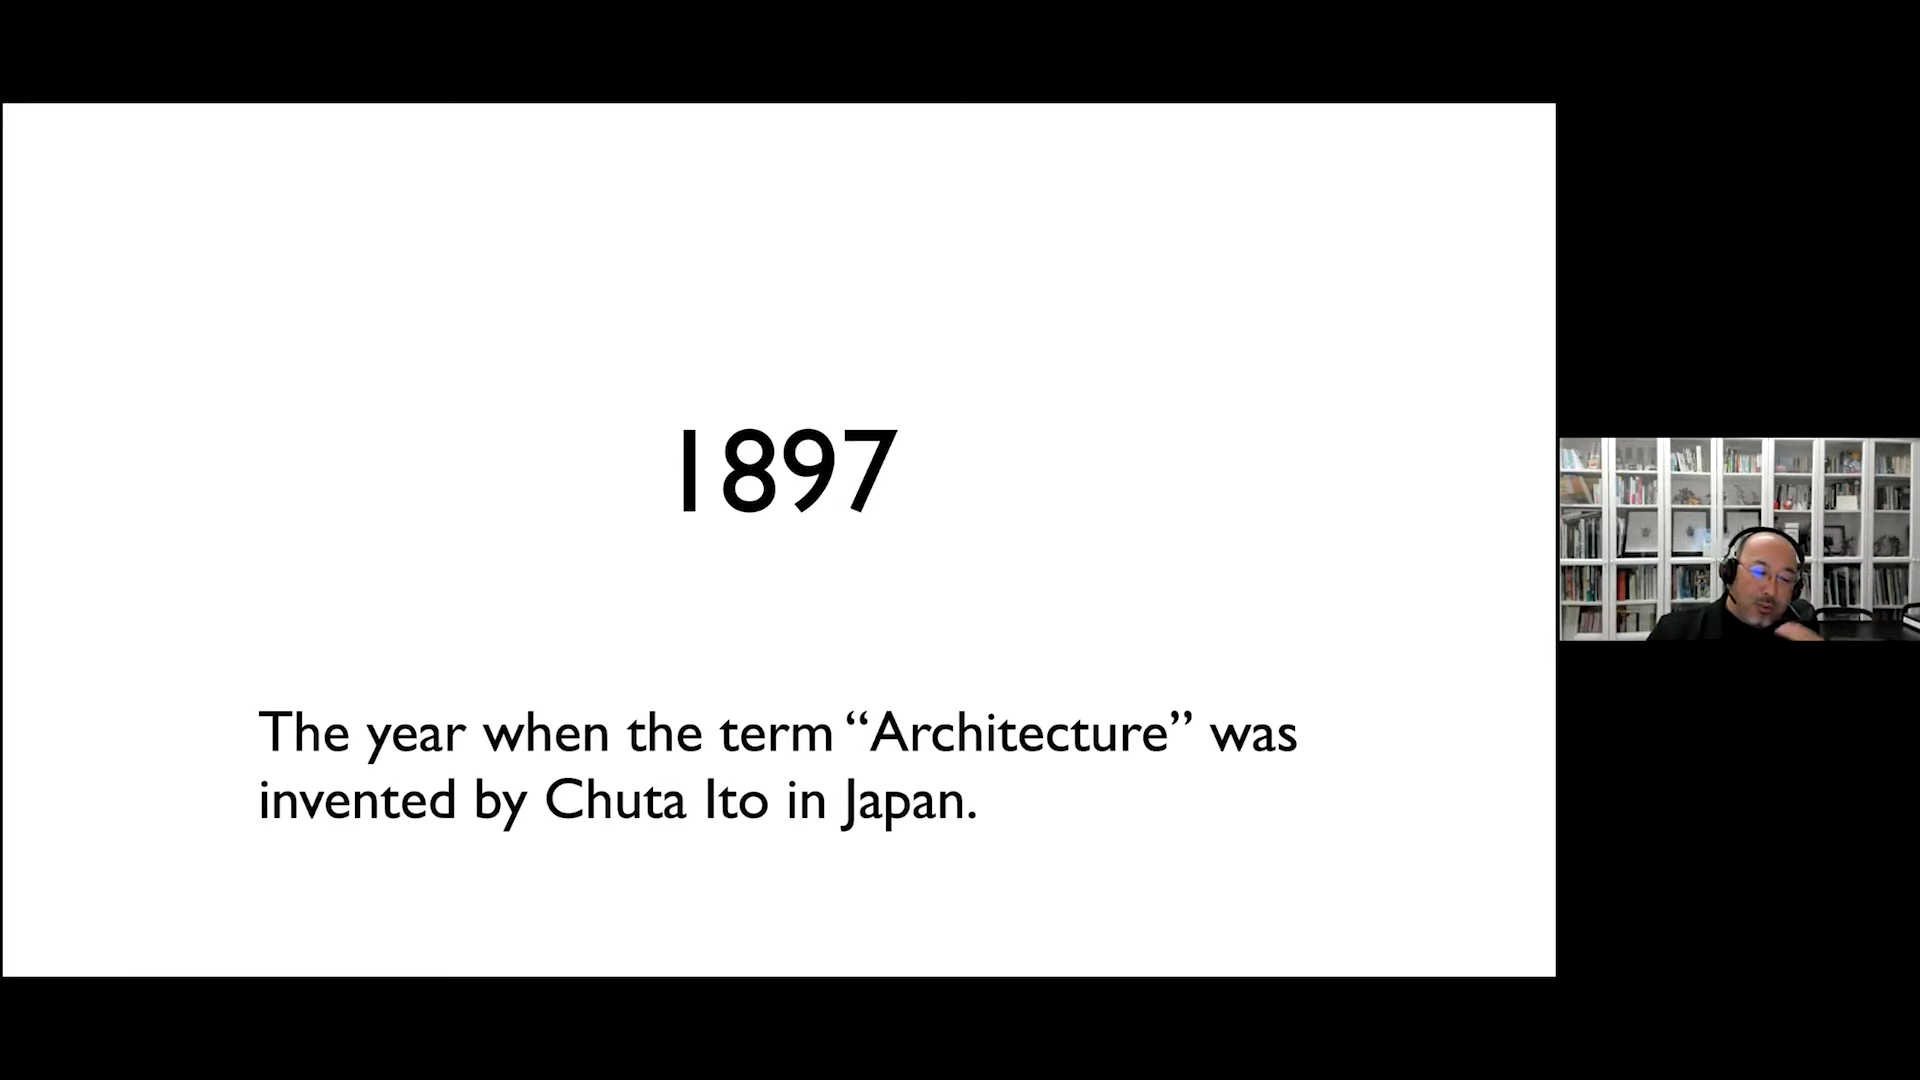 1897
The year when the term “Architecture” was
invented by Chuta Ito in Japan.